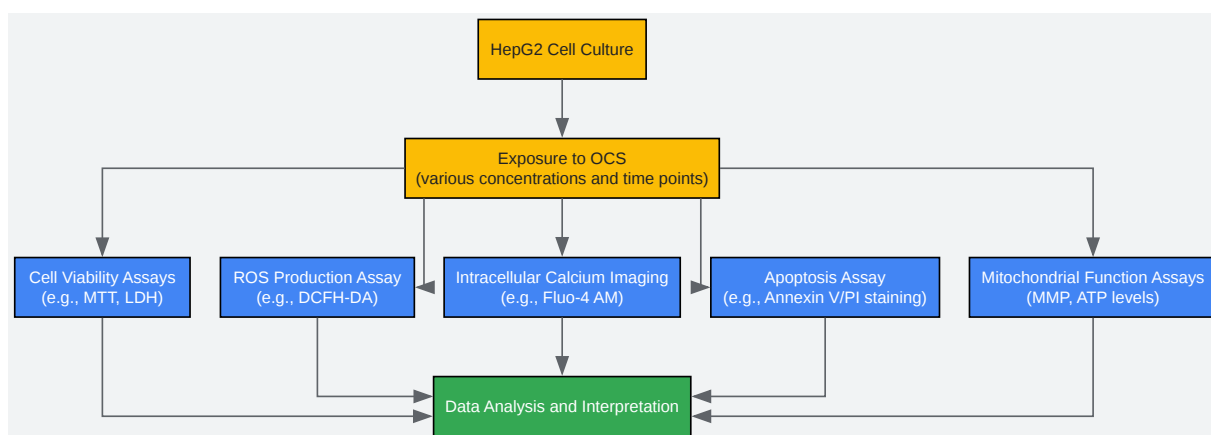 HepG2 Cell Culture
Exposure to OCS
(various concentrations and time points)
Cell Viability Assays
(e.g., MTT, LDH)
ROS Production Assay
(e.g., DCFH-DA)
Intracellular Calcium Imaging
(e.g., Fluo-4 AM)
Apoptosis Assay
(e.g., Annexin V/PI staining)
Mitochondrial Function Assays
(MMP, ATP levels)
Data Analysis and Interpretation